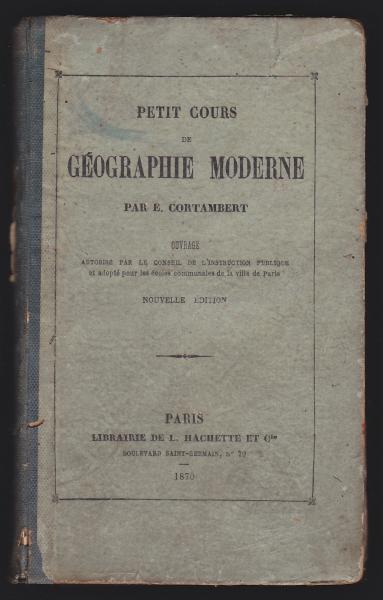 PETIT COURS
DE
GÉOGRAPHIE MODERNE
PAR E. CORTAMBERT
OUVRAGE
AUTORISÉ PAR LE CONSEIL DE L'INSTRUCTION PUBLIQUE
et adopté pour les écoles communales de la ville de Paris
NOUVELLE ÉDITION
PARIS
LIBRAIRIE DE L. HACHETTE ET Cie
BOULEVARD SAINT-GERMAIN, N°
1870